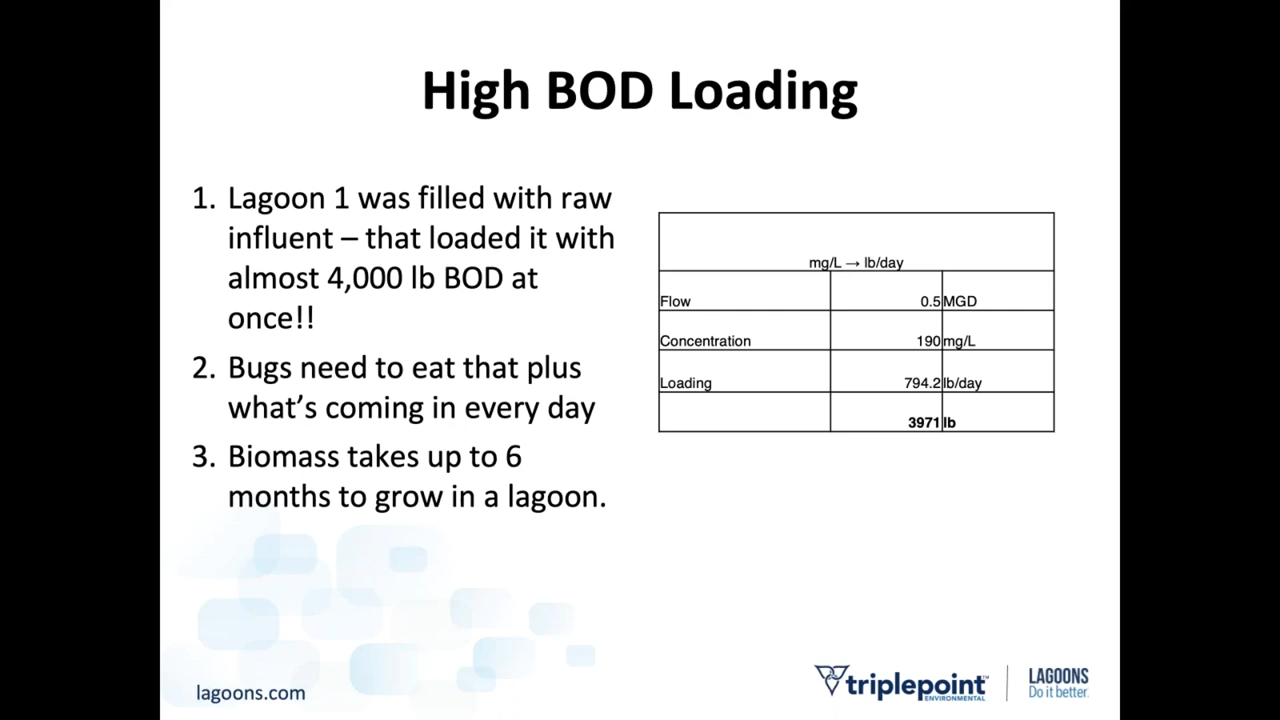 High BOD Loading
1. Lagoon 1 was filled with raw
influent – that loaded it with
almost 4,000 lb BOD at
once!!
2. Bugs need to eat that plus
what's coming in every day
3. Biomass takes up to 6
months to grow in a lagoon.
mg/L → lb/day
Flow 0.5 MGD
Concentration 190 mg/L
Loading 794.2 lb/day
3971 lb
lagoons.com
triplepoint™
ENVIRONMENTAL
LAGOONS
Do it better.